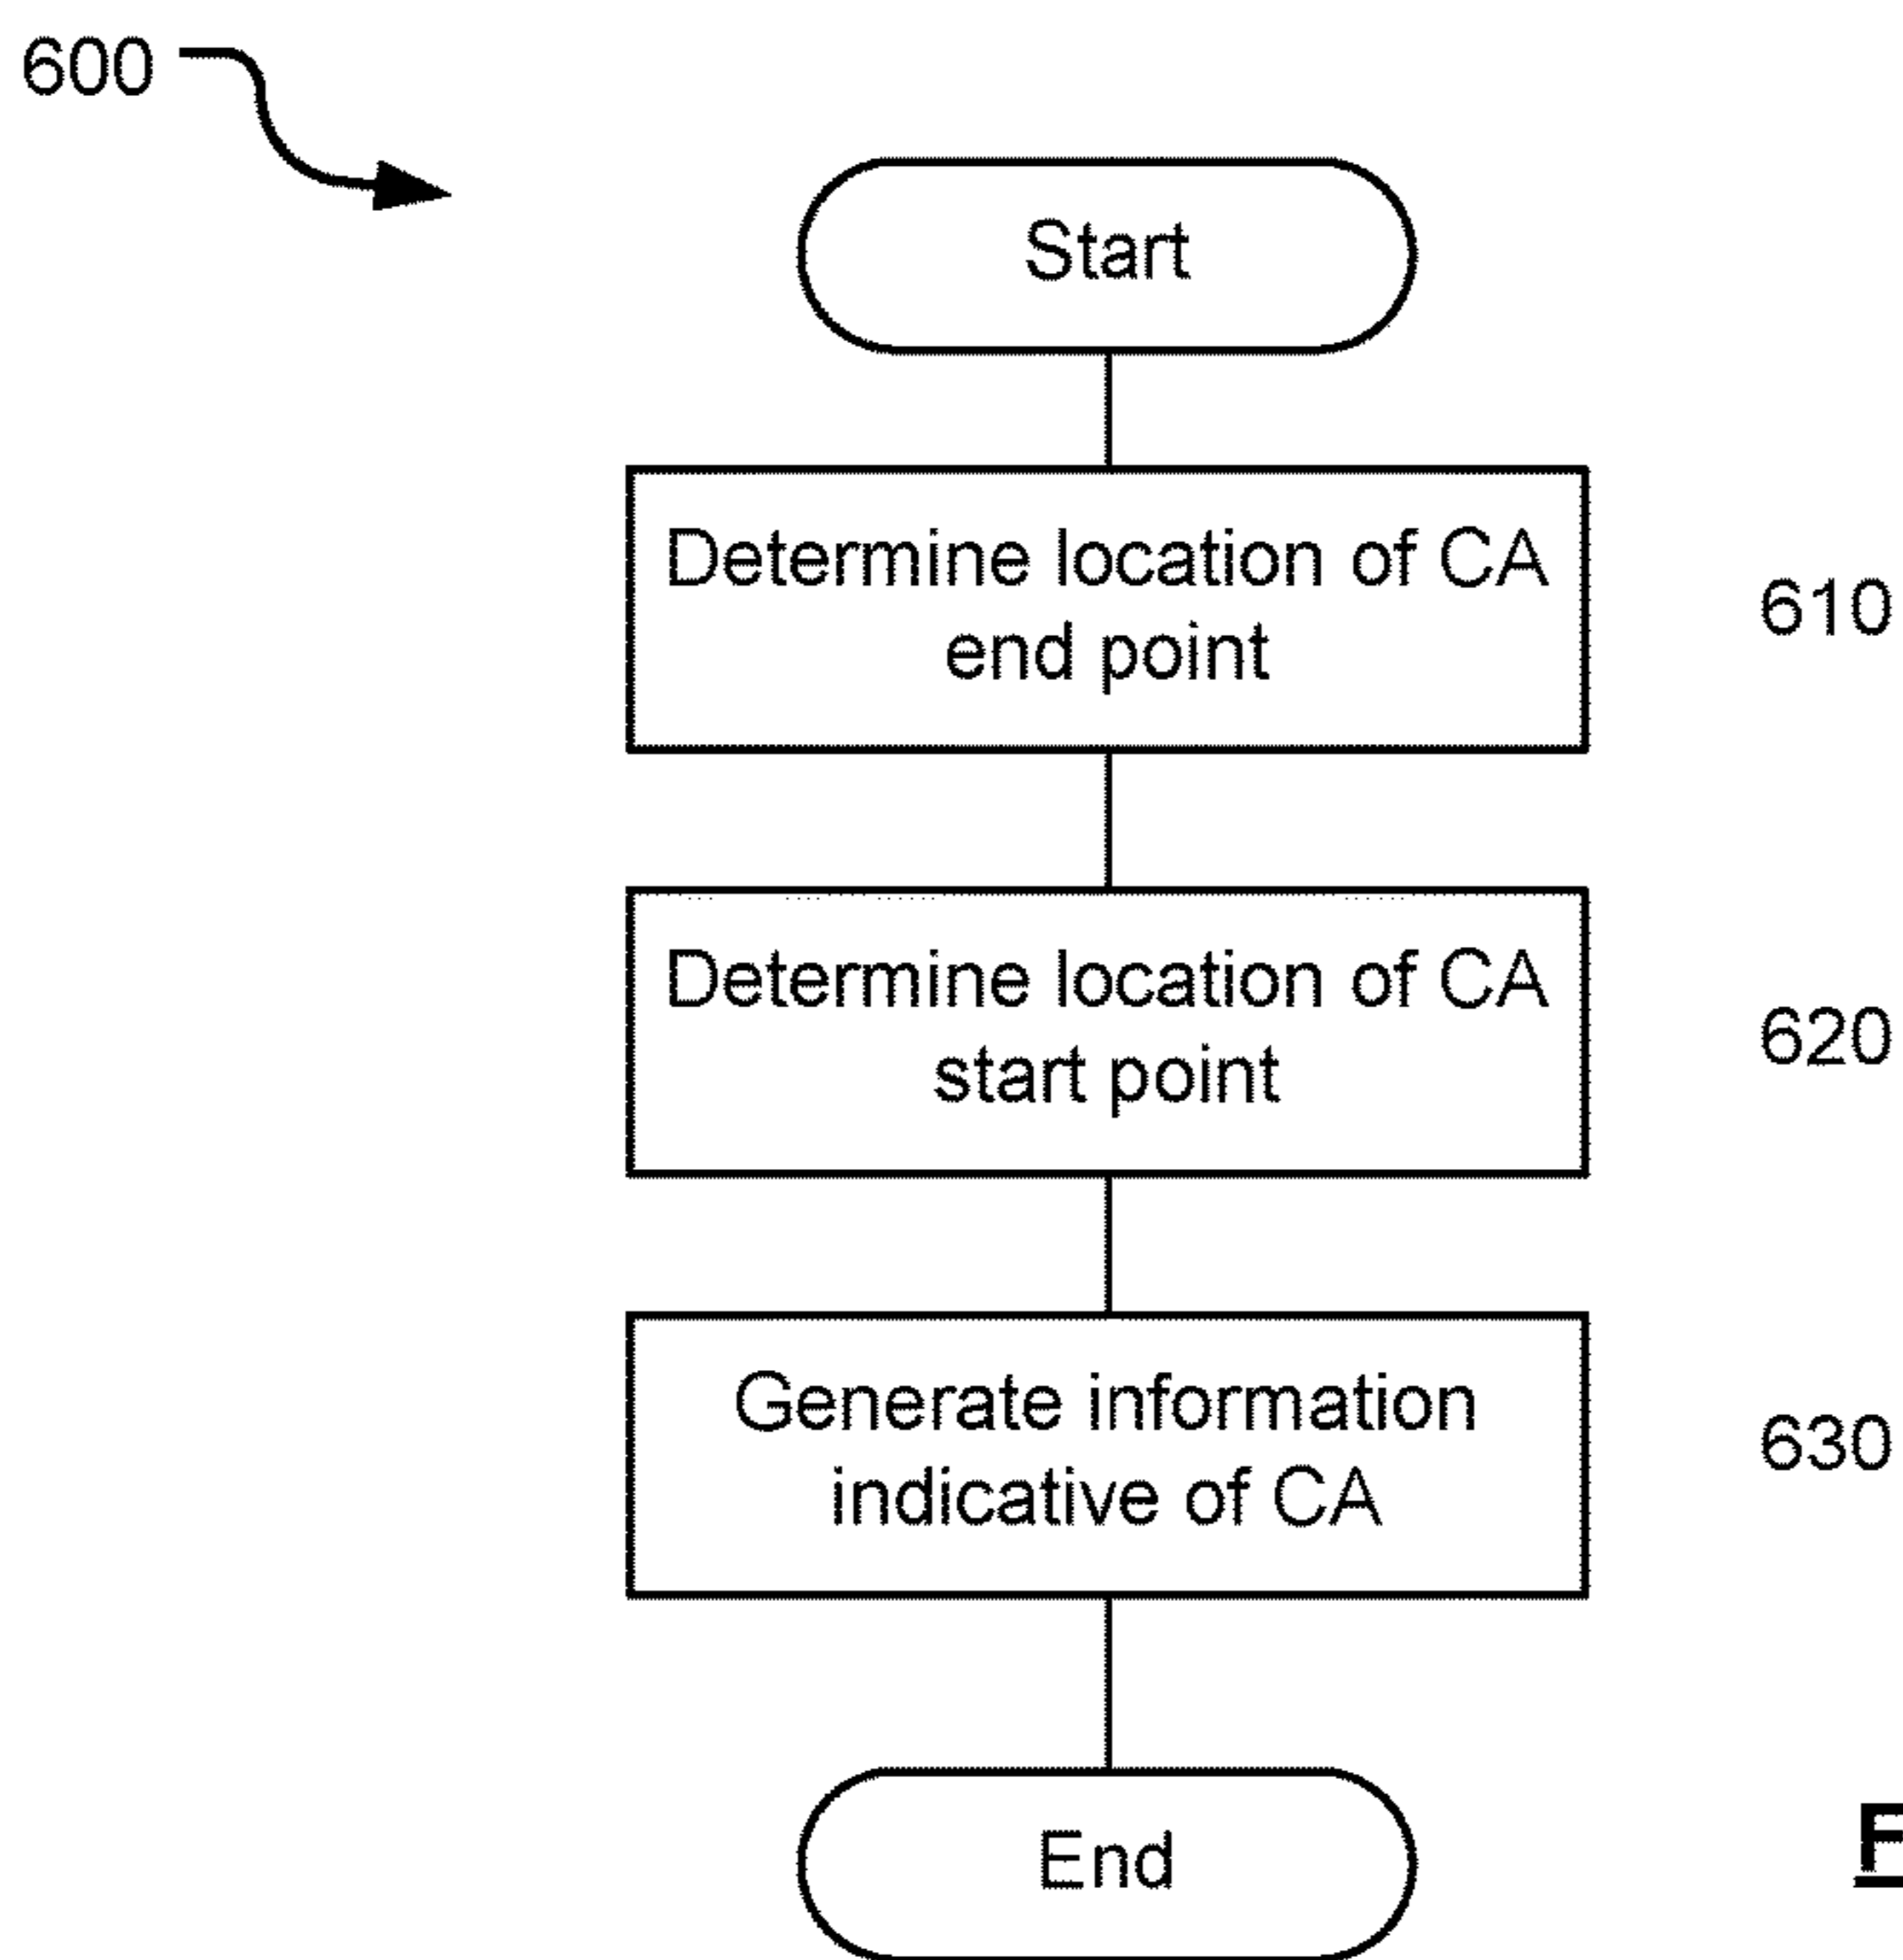 600
Start
Determine location of CA
end point
610
Determine location of CA
start point
620
Generate information
indicative of CA
630
End
F